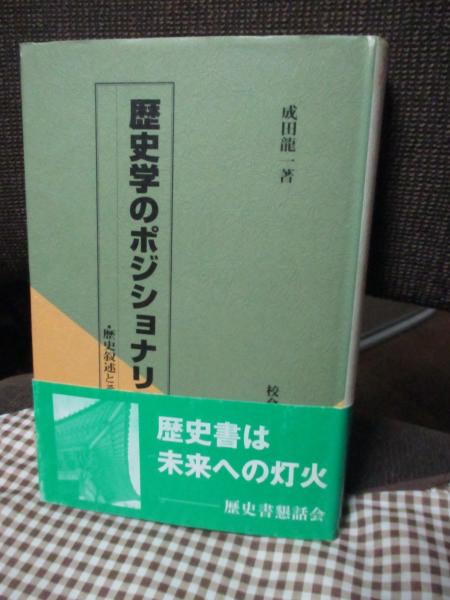 成田龍一著
歴史学のポジショナリ
・歴史叙述と
校
歴史書は
未来への灯火
歴史書懇話会